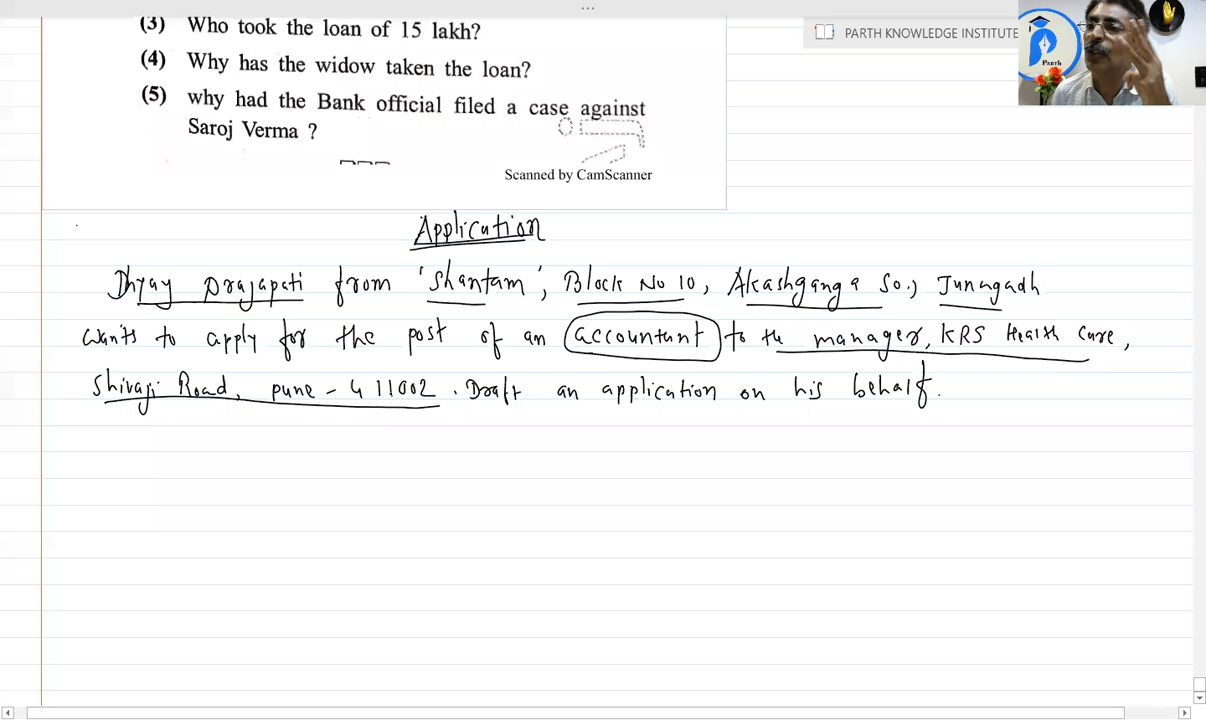 (3) Who took the loan of 15 lakh?
PARTH KNOWLEDGE INSTITUTE
Parth
(4) Why has the widow taken the loan?
(5) why had the Bank official filed a case against
Saroj Verma ?
Scanned by CamScanner
Application
Dhyay Prajapati from 'Shantam', Block No 10, Akashganga So., Junagadh
wants to apply for the post of an accountant to the manager, KRS Health Care,
Shivaji Road, pune - 411002. Draft an application on his behalf.